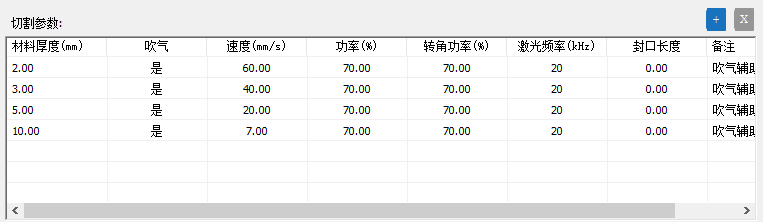 切割参数:
+ X
材料厚度(mm) 吹气 速度(mm/s) 功率(%) 转角功率(%) 激光频率(kHz) 封口长度 备注
2.00 是 60.00 70.00 70.00 20 0.00 吹气辅助
3.00 是 40.00 70.00 70.00 20 0.00 吹气辅助
5.00 是 20.00 70.00 70.00 20 0.00 吹气辅助
10.00 是 7.00 70.00 70.00 20 0.00 吹气辅助